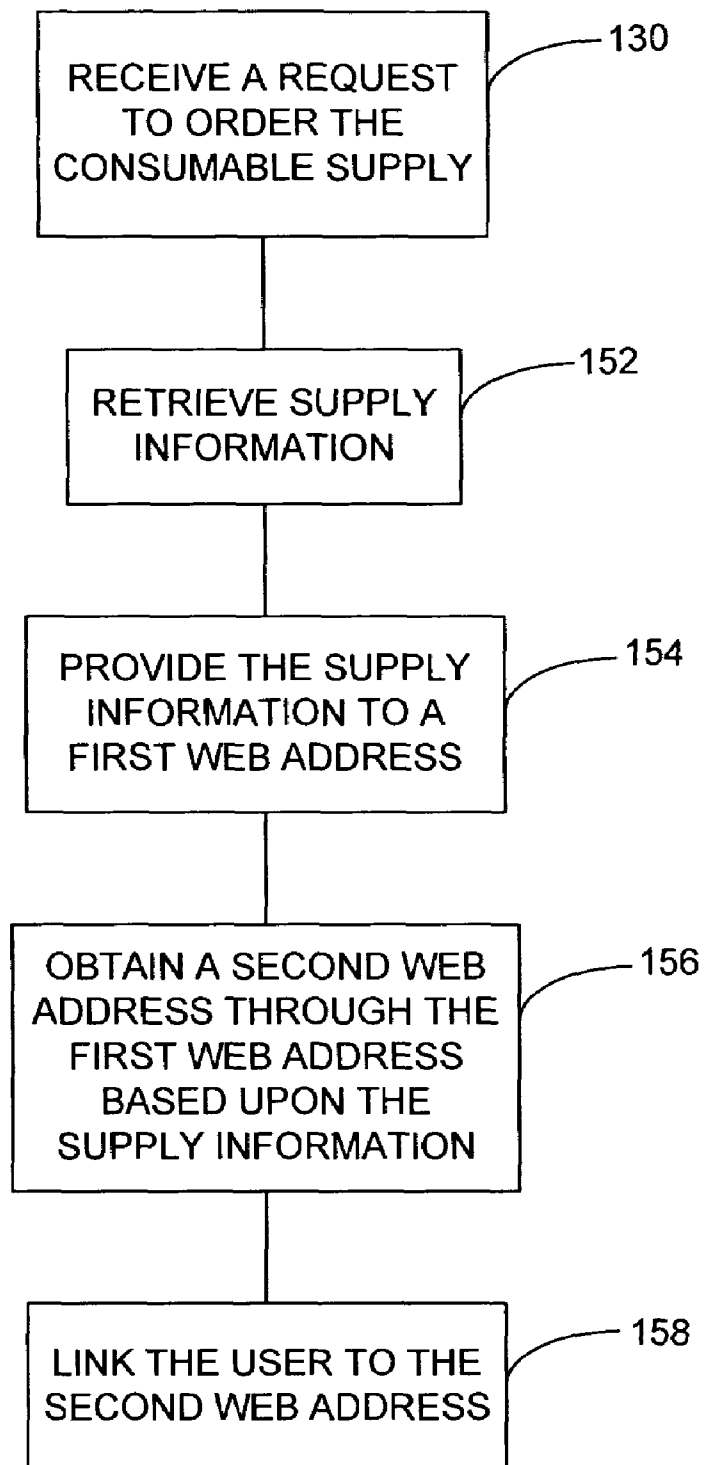 130
RECEIVE A REQUEST
TO ORDER THE
CONSUMABLE SUPPLY
152
RETRIEVE SUPPLY
INFORMATION
154
PROVIDE THE SUPPLY
INFORMATION TO A
FIRST WEB ADDRESS
156
OBTAIN A SECOND WEB
ADDRESS THROUGH THE
FIRST WEB ADDRESS
BASED UPON THE
SUPPLY INFORMATION
158
LINK THE USER TO THE
SECOND WEB ADDRESS